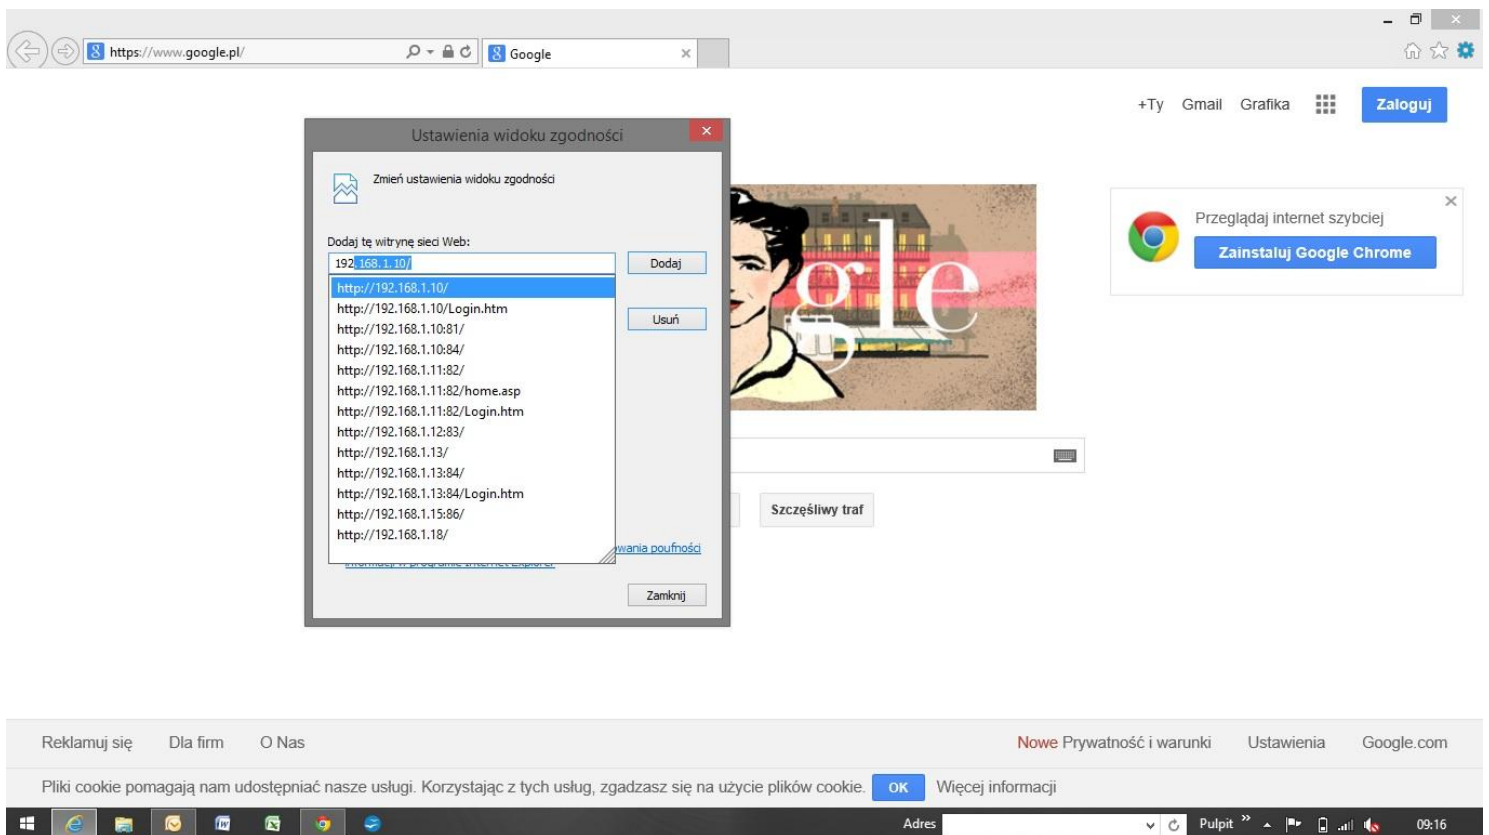 https://www.google.pl/
Google
+Ty Gmail Grafika Zaloguj
Ustawienia widoku zgodności
Zmień ustawienia widoku zgodności
Dodaj tę witrynę sieci Web:
192.168.1.10/
Dodaj
http://192.168.1.10/
http://192.168.1.10/Login.htm
http://192.168.1.10:81/
http://192.168.1.10:84/
http://192.168.1.11:82/
http://192.168.1.11:82/home.asp
http://192.168.1.11:82/Login.htm
http://192.168.1.12:83/
http://192.168.1.13/
http://192.168.1.13:84/
http://192.168.1.13:84/Login.htm
http://192.168.1.15:86/
http://192.168.1.18/
Usuń
poufności
Zamknij
gle
Przeglądaj internet szybciej
Zainstaluj Google Chrome
Szczęśliwy traf
Reklamuj się Dla firm O Nas
Nowe Prywatność i warunki Ustawienia Google.com
Pliki cookie pomagają nam udostępniać nasze usługi. Korzystając z tych usług, zgadzasz się na użycie plików cookie. OK Więcej informacji
Adres
Pulpit
09:16